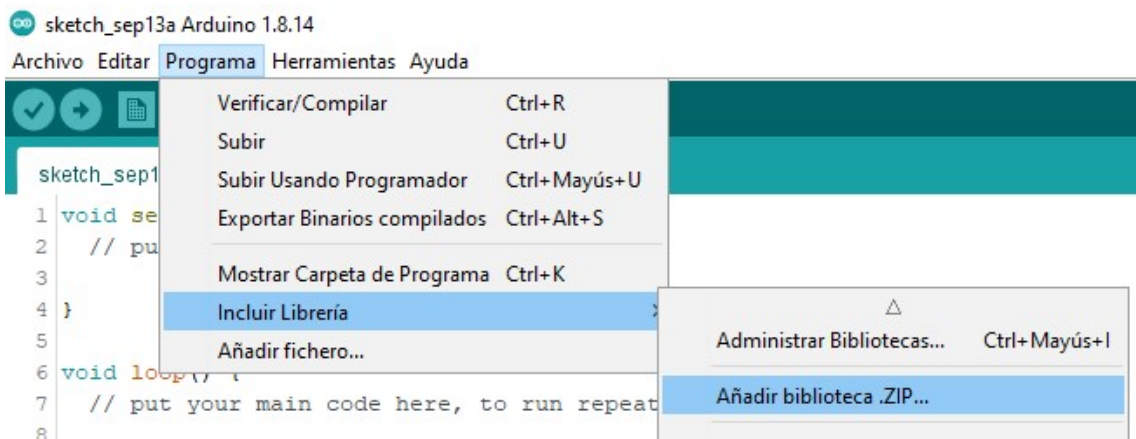 sketch_sep13a Arduino 1.8.14
Archivo Editar Programa Herramientas Ayuda
Verificar/Compilar Ctrl+R
Subir Ctrl+U
sketch_sep1
Subir Usando Programador Ctrl+Mayús+U
1 void se
Exportar Binarios compilados Ctrl+Alt+S
2 // pu
3
Mostrar Carpeta de Programa Ctrl+K
4 }
Incluir Librería
5
Añadir fichero...
Administrar Bibliotecas... Ctrl+Mayús+I
6 void loop() {
7 // put your main code here, to run repeat
Añadir biblioteca .ZIP...
8